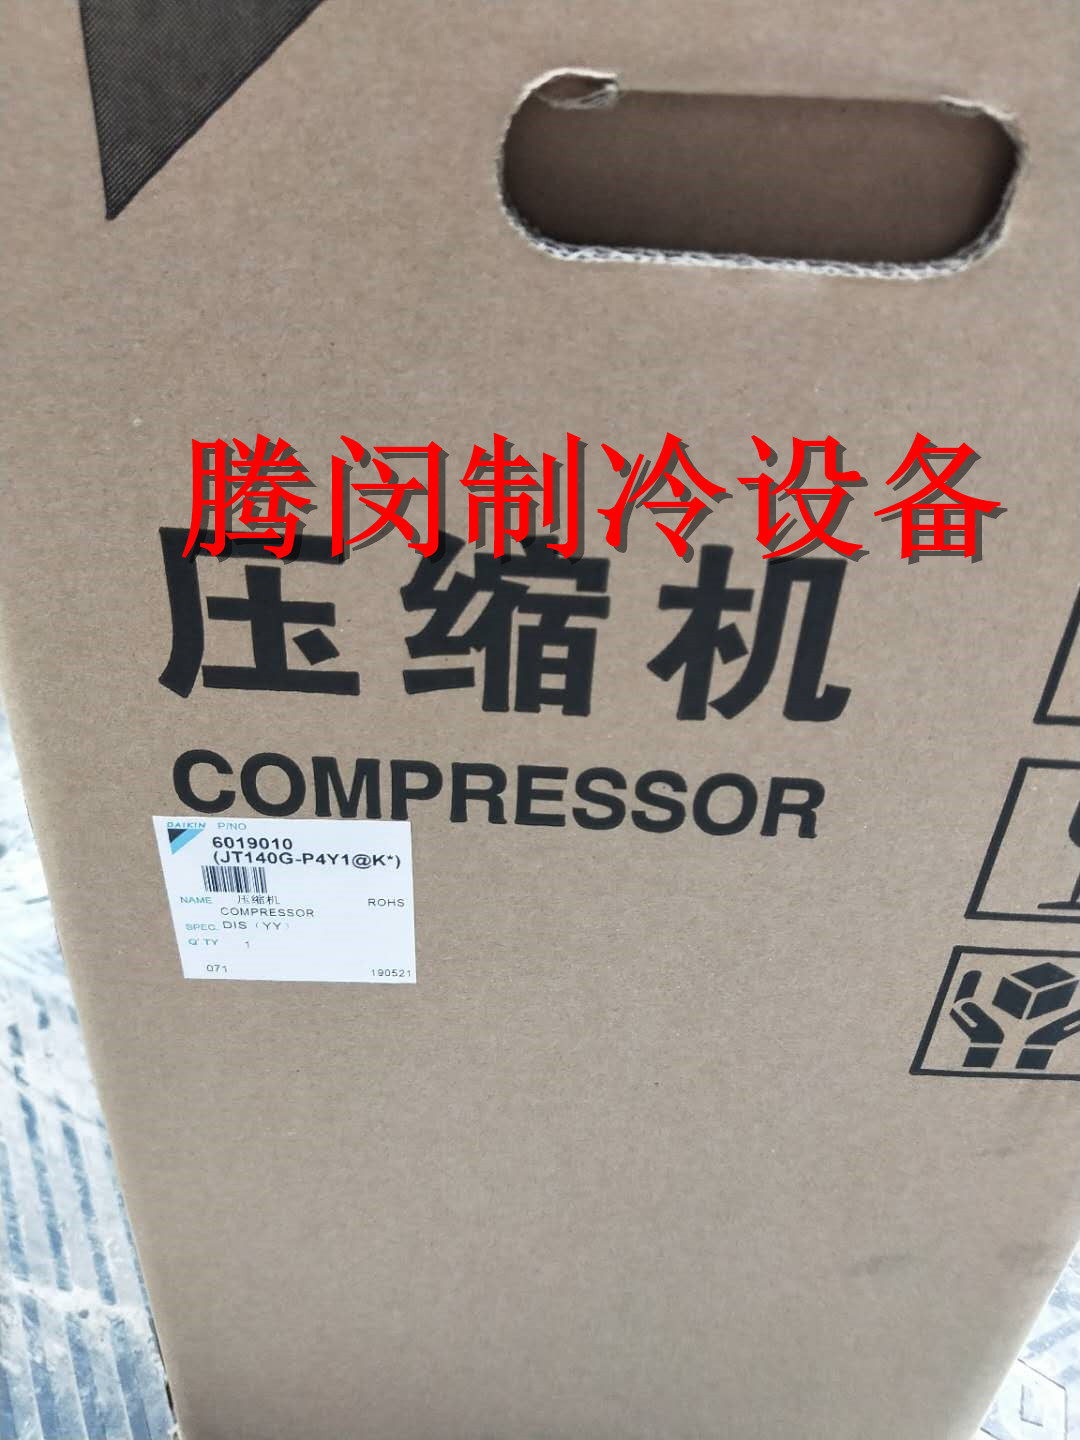 腾闵制冷设备
压缩机
COMPRESSOR
DAIKIN P/NO
6019010
(JT140G-P4Y1@K*)
NAME 压缩机 ROHS
COMPRESSOR
SPEC. DIS (YY)
Q'TY 1
071 190521